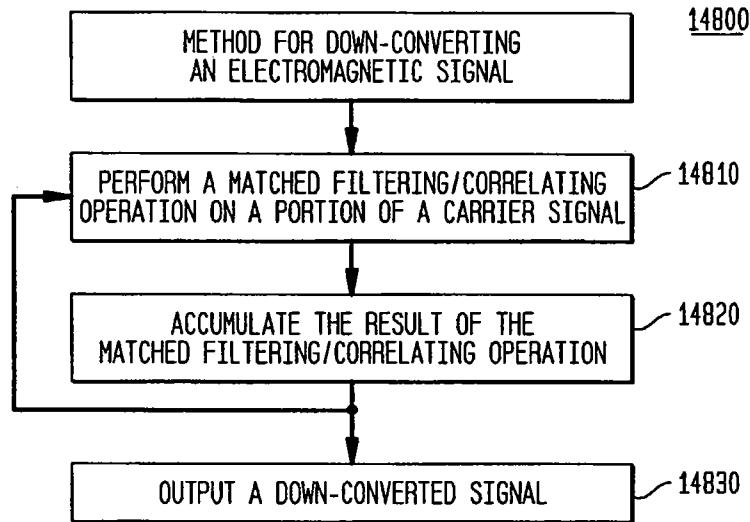 14800
METHOD FOR DOWN-CONVERTING
AN ELECTROMAGNETIC SIGNAL
PERFORM A MATCHED FILTERING/CORRELATING
OPERATION ON A PORTION OF A CARRIER SIGNAL
14810
ACCUMULATE THE RESULT OF THE
MATCHED FILTERING/CORRELATING OPERATION
14820
OUTPUT A DOWN-CONVERTED SIGNAL
14830